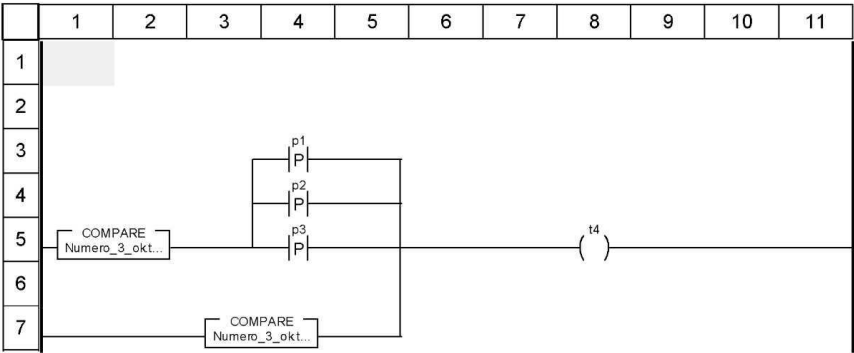 1 2 3 4 5 6 7 8 9 10 11
1
2
3
p1
P
4
p2
P
5
COMPARE
Numero_3_okt...
p3
P
t4
6
7
COMPARE
Numero_3_okt...